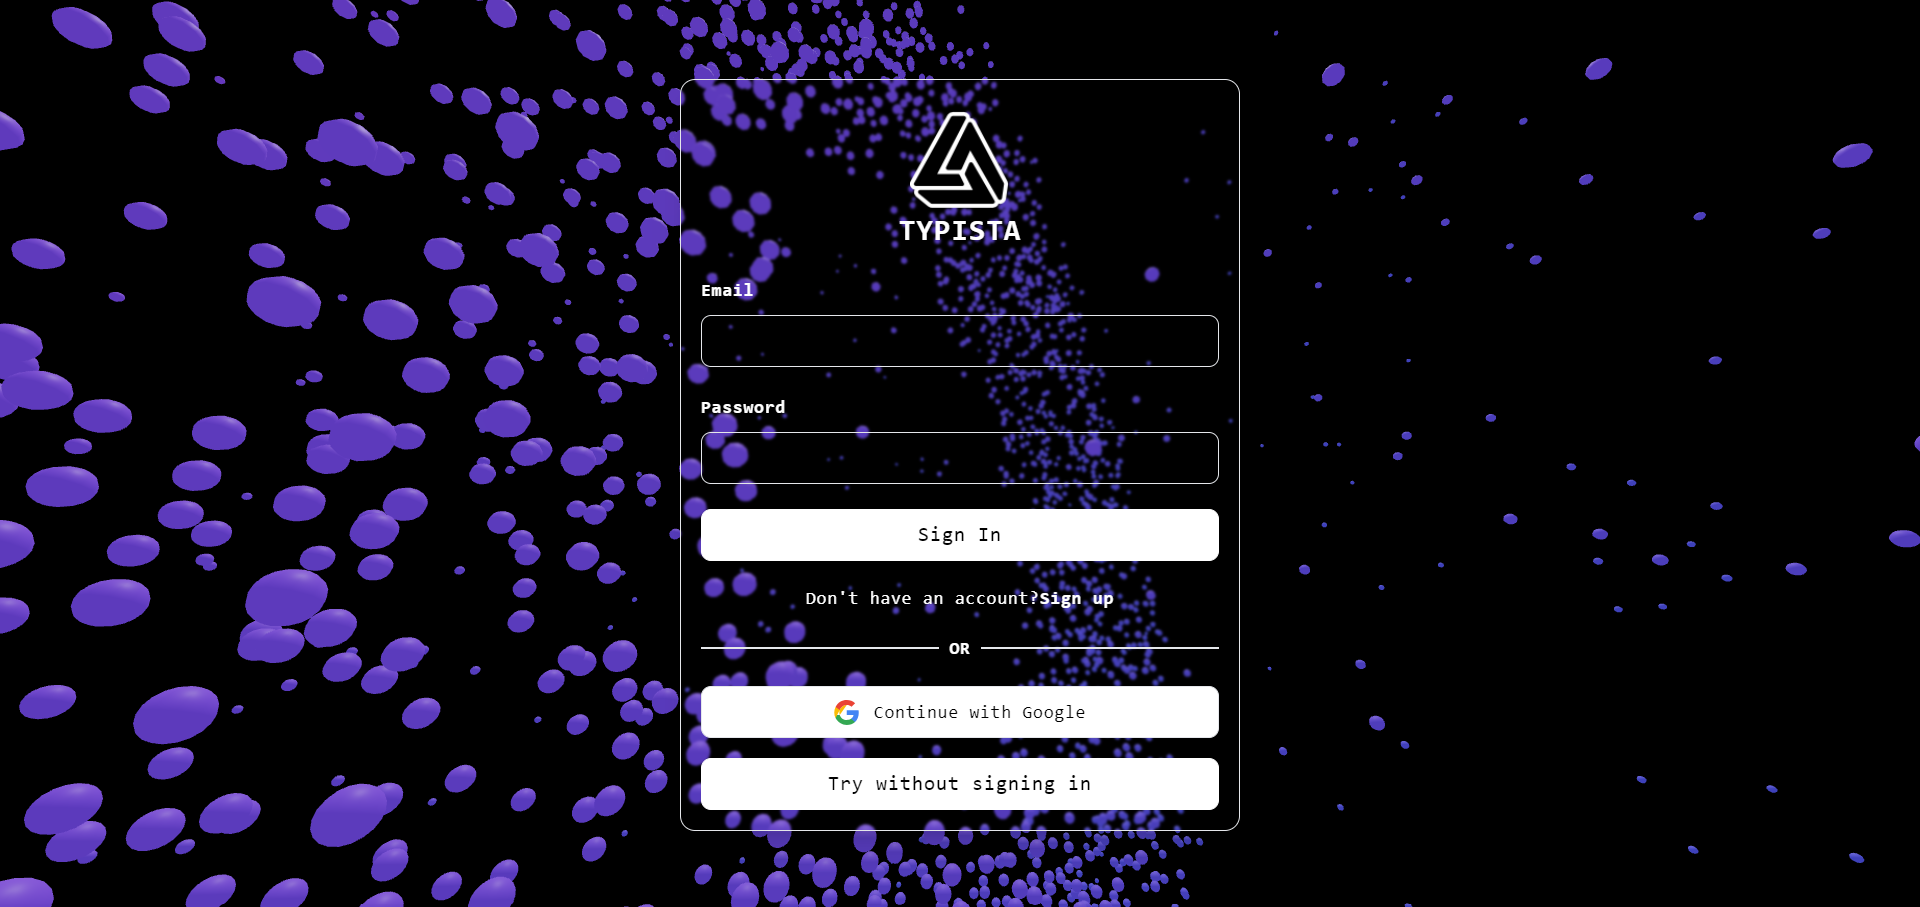 TYPISTA
Email
Password
Sign In
Don't have an account?Sign up
OR
Continue with Google
Try without signing in